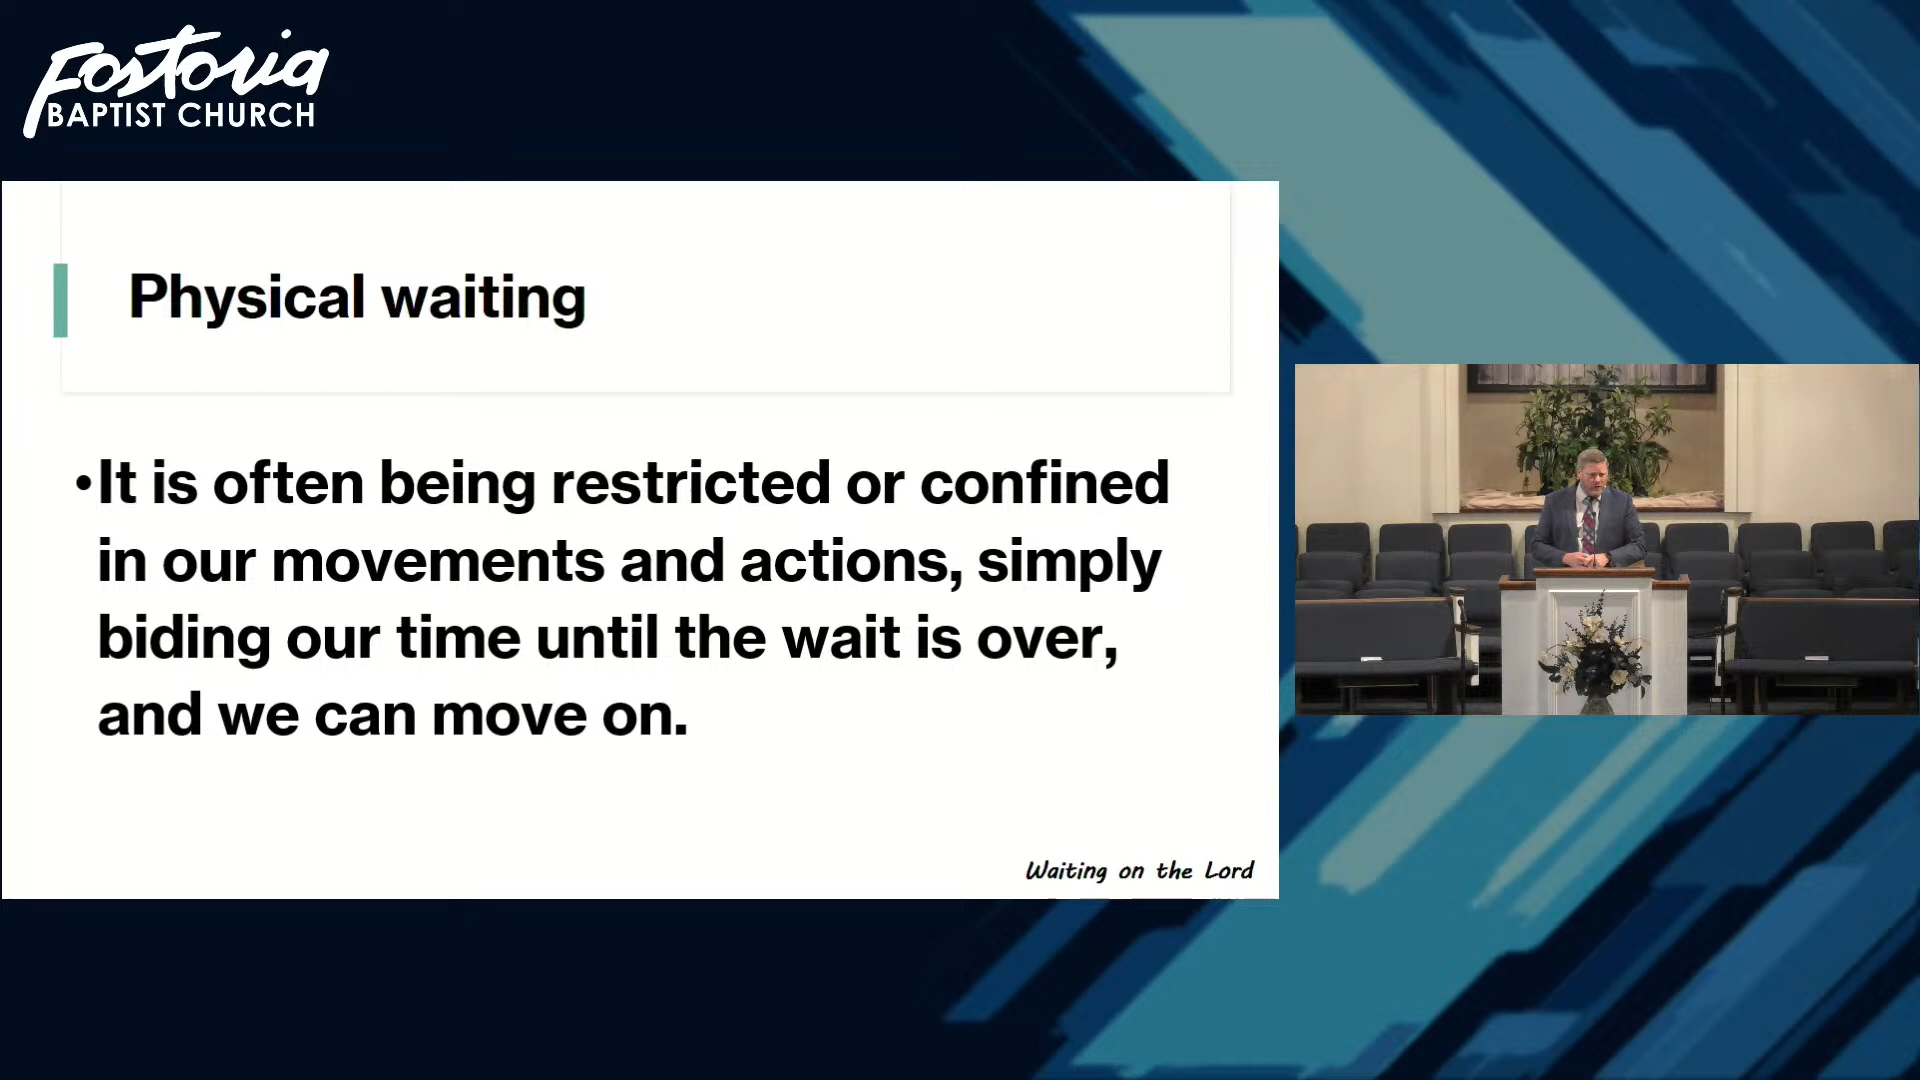 Fostoria
BAPTIST CHURCH
Physical waiting
•It is often being restricted or confined
in our movements and actions, simply
biding our time until the wait is over,
and we can move on.
Waiting on the Lord